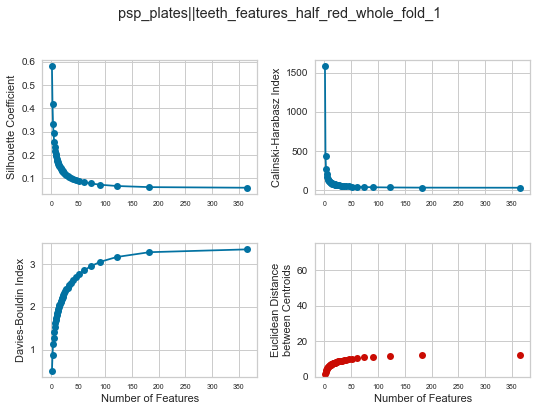 psp_plates||teeth_features_half_red_whole_fold_1
Silhouette Coefficient
0.6
0.5
0.4
0.3
0.2
0.1
0 50 100 150 200 250 300 350
Calinski-Harabasz Index
1500
1000
500
0
0 50 100 150 200 250 300 350
Davies-Bouldin Index
3
2
1
0 50 100 150 200 250 300 350
Number of Features
Euclidean Distance
between Centroids
60
40
20
0
0 50 100 150 200 250 300 350
Number of Features